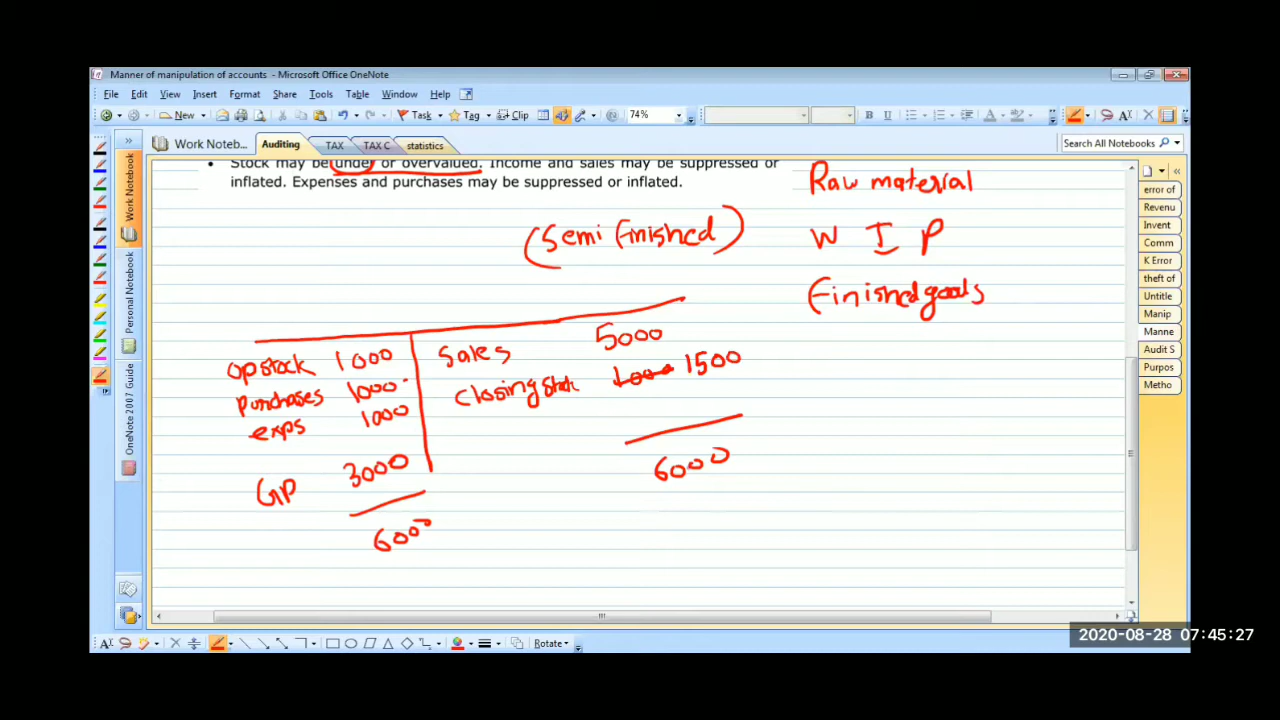 Manner of manipulation of accounts - Microsoft Office OneNote
File Edit View Insert Format Share Tools Table Window Help
New Task Tag Clip 74% B I U A
Work Noteb... Auditing TAX TAX C statistics Search All Notebooks
Stock may be under or overvalued. Income and sales may be suppressed or
inflated. Expenses and purchases may be suppressed or inflated.
Raw material
(Semi finished) W I P
Finished goods
op stock 1000 Sales 5000
purchases 1000 closing stock 1000 1500
exps 1000
GP 3000 6000
6000
Work Notebook
Personal Notebook
OneNote 2007 Guide
error of
Revenu
Invent
Comm
K Error
theft of
Untitle
Manip
Manne
Audit S
Purpos
Metho
2020-08-28 07:45:27
Rotate